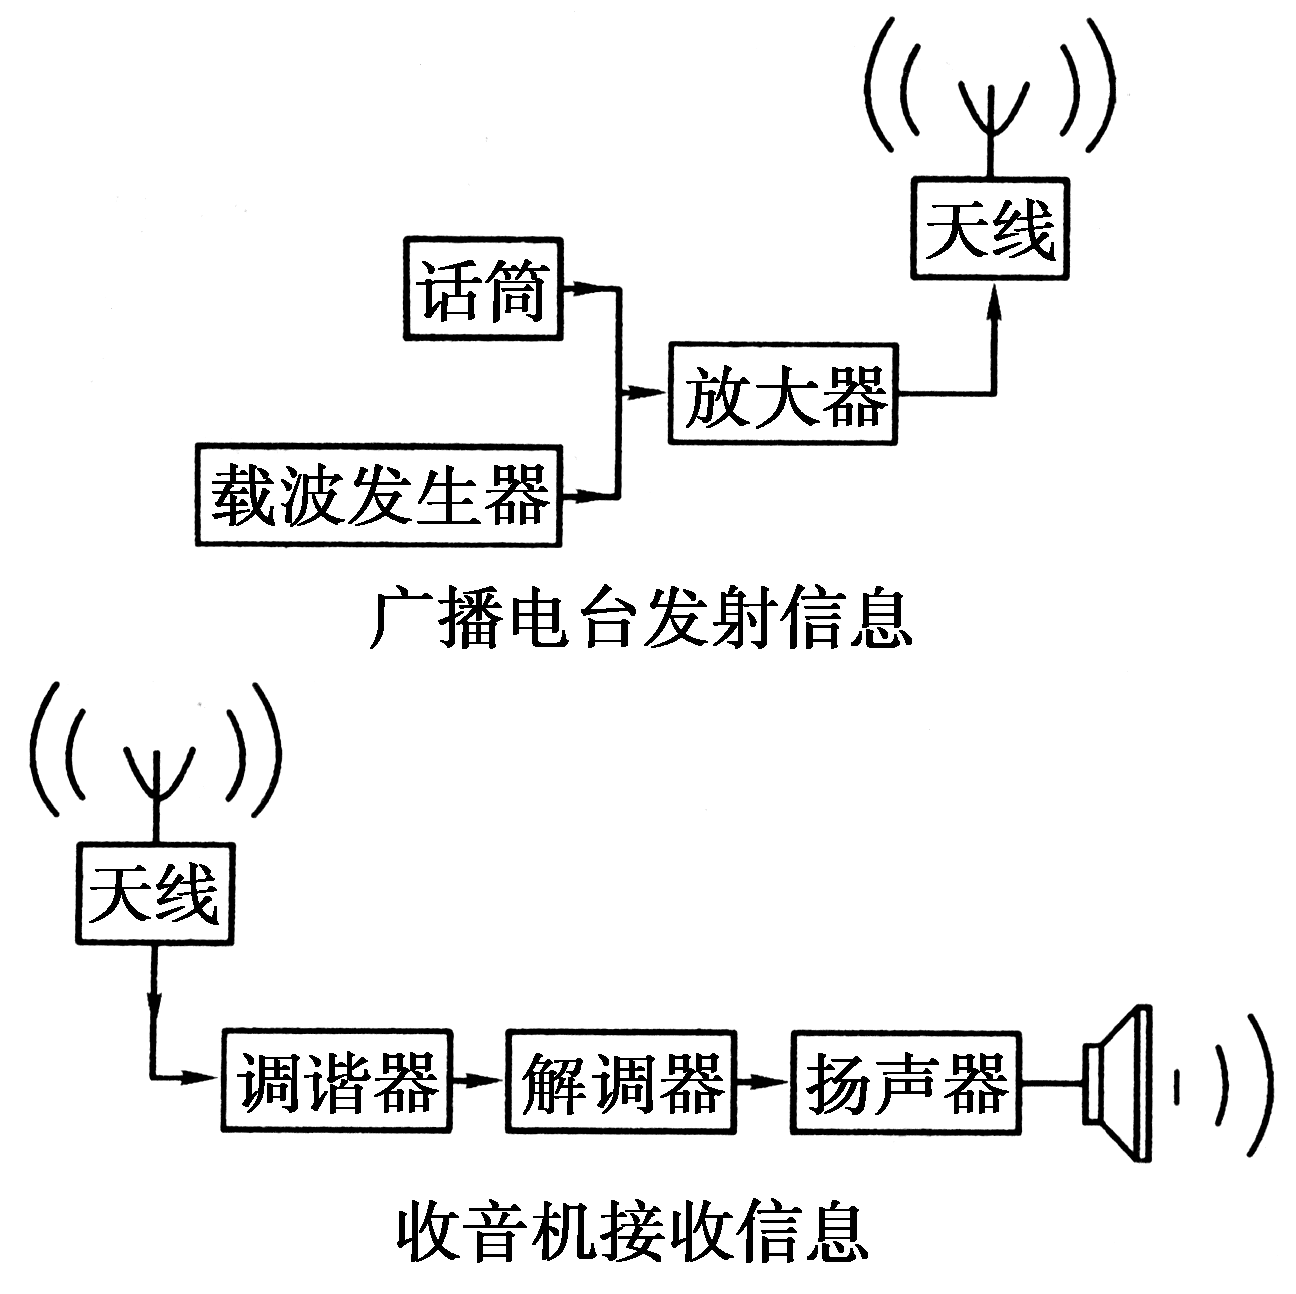 天线
话筒
放大器
载波发生器
广播电台发射信息
天线
调谐器
解调器
扬声器
收音机接收信息